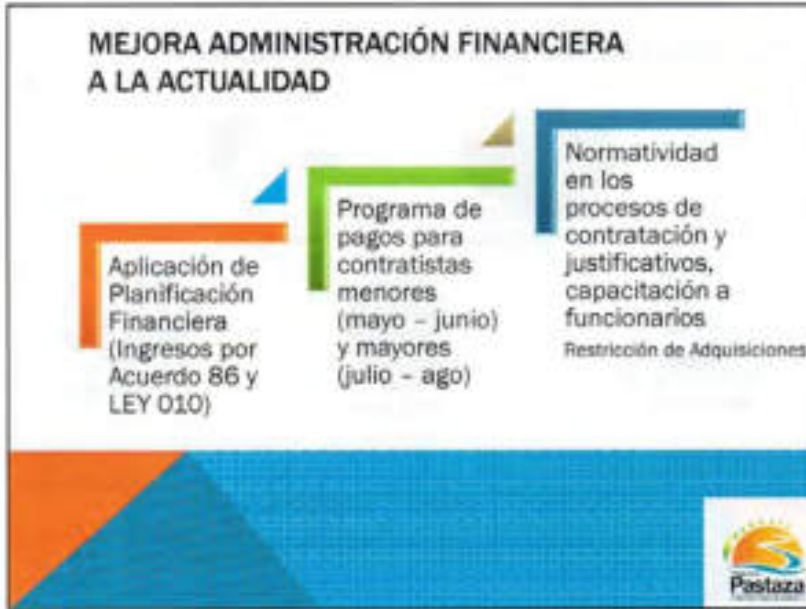 MEJORA ADMINISTRACIÓN FINANCIERA
A LA ACTUALIDAD
Aplicación de
Planificación
Financiera
(Ingresos por
Acuerdo 86 y
LEY 010)
Programa de
pagos para
contratistas
menores
(mayo – junio)
y mayores
(julio – ago)
Normatividad
en los
procesos de
contratación y
justificativos,
capacitación a
funcionarios
Restricción de Adquisiciones
Pastaza